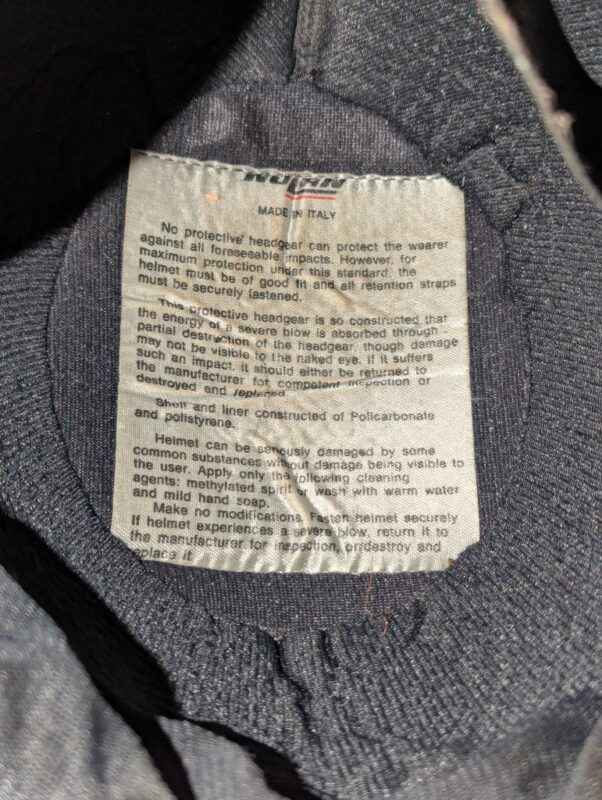 NOLAN
MADE IN ITALY
No protective headgear can protect the wearer
against all foreseeable impacts. However, for
maximum protection under this standard, the
helmet must be of good fit and all retention straps
must be securely fastened.
This protective headgear is so constructed that
the energy of a severe blow is absorbed through
partial destruction of the headgear, though damage
may not be visible to the naked eye. If it suffers
such an impact, it should either be returned to
the manufacturer for competent inspection or
destroyed and replaced.
Shell and liner constructed of Policarbonate
and polistyrene.
Helmet can be seriously damaged by some
common substances without damage being visible to
the user. Apply only the following cleaning
agents: methylated spirit or wash with warm water
and mild hand soap.
Make no modifications. Fasten helmet securely
If helmet experiences a severe blow, return it to
the manufacturer for inspection, or destroy and
replace it